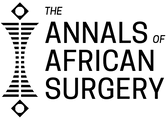 THE
ANNALS OF
AFRICAN
SURGERY